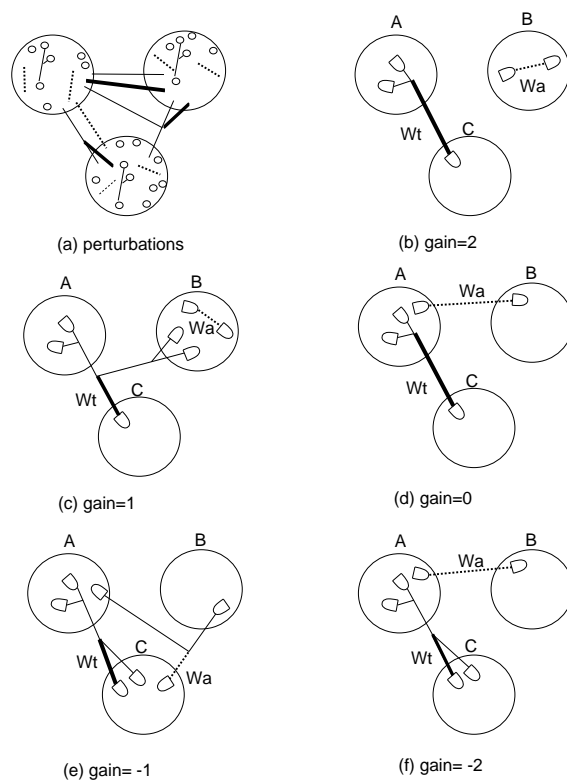 A
B
Wa
Wt
C
(a) perturbations
(b) gain=2
A
B
Wa
Wt
C
(c) gain=1
A
B
Wa
Wt
C
(d) gain=0
A
B
Wt
C
Wa
(e) gain= -1
A
B
Wa
Wt
C
(f) gain= -2